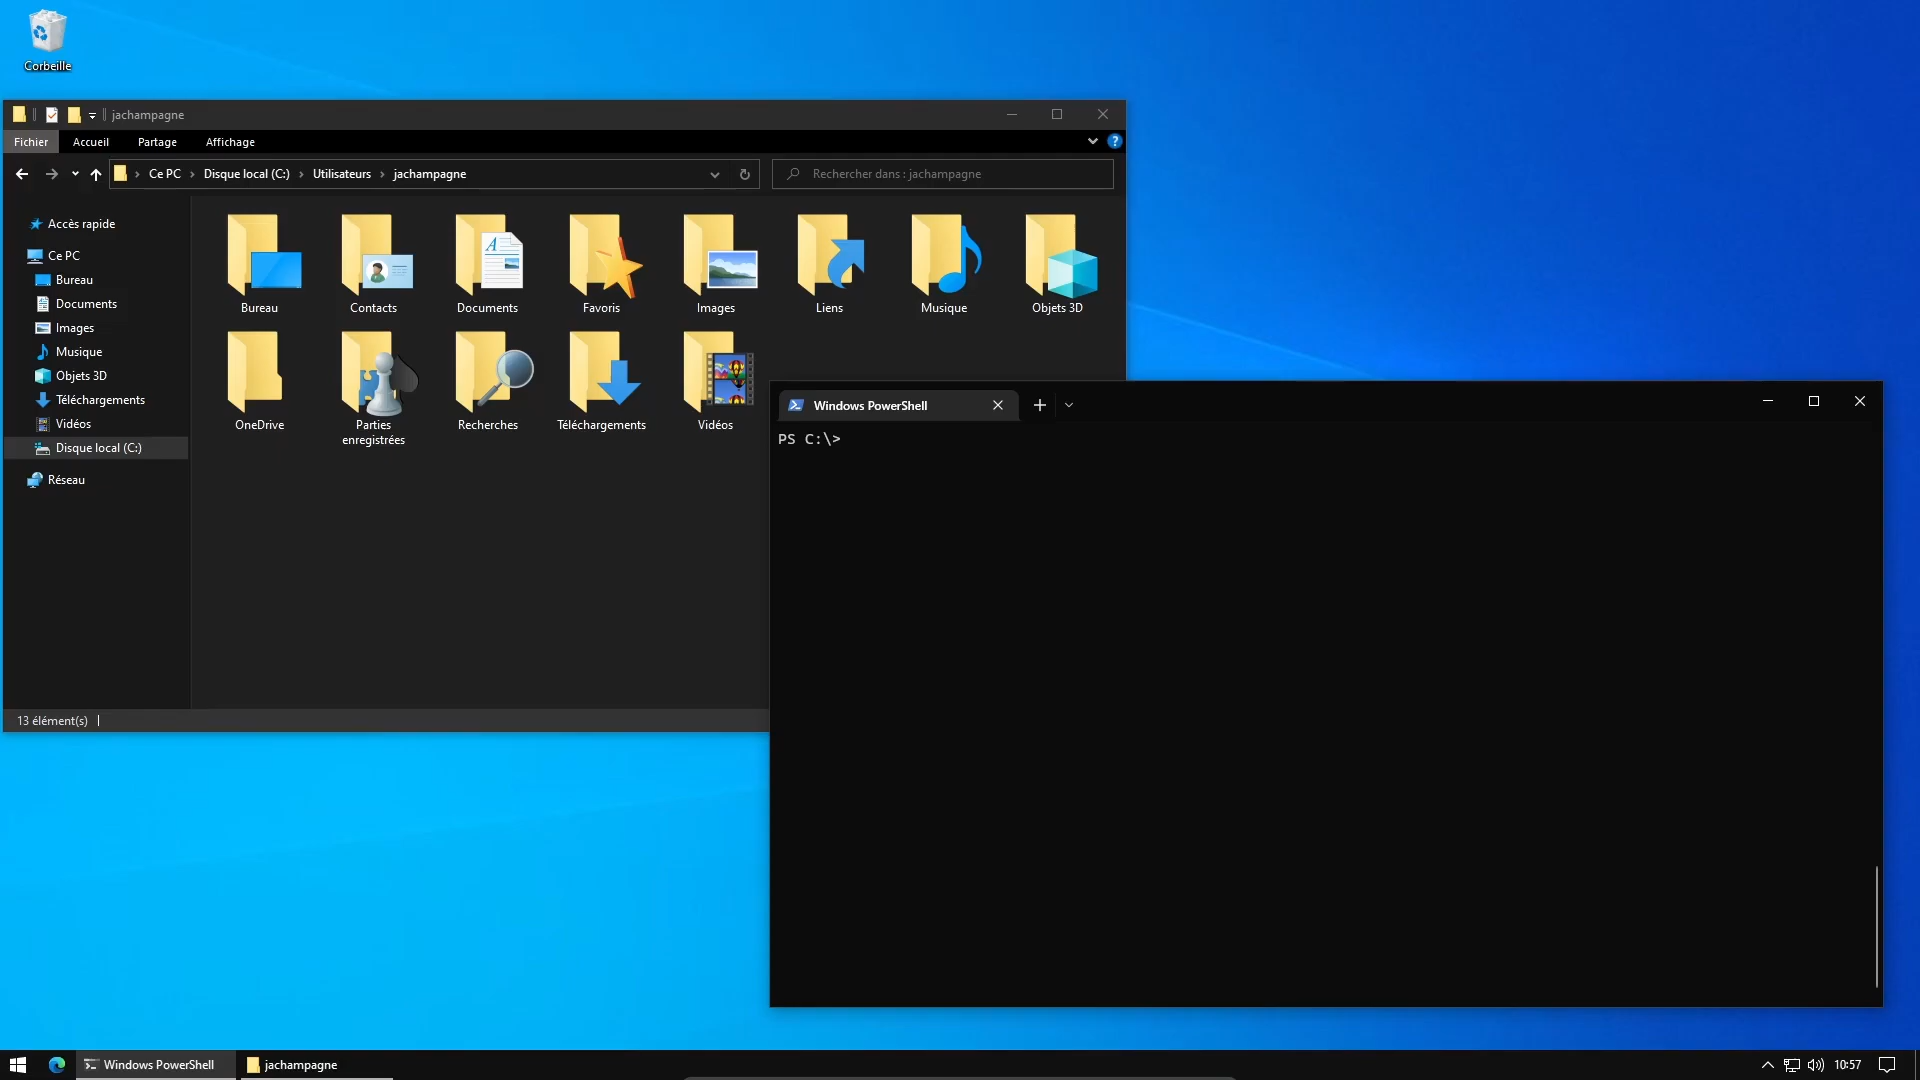 Corbeille
jachampagne
Fichier Accueil Partage Affichage
Ce PC Disque local (C:) Utilisateurs jachampagne Rechercher dans : jachampagne
Accès rapide
Ce PC
Bureau
Documents
Images
Musique
Objets 3D
Téléchargements
Vidéos
Disque local (C:)
Réseau
Bureau Contacts Documents Favoris Images Liens Musique Objets 3D
OneDrive Parties enregistrées Recherches Téléchargements Vidéos
13 élément(s)
Windows PowerShell
PS C:\>
Windows PowerShell jachampagne 10:57